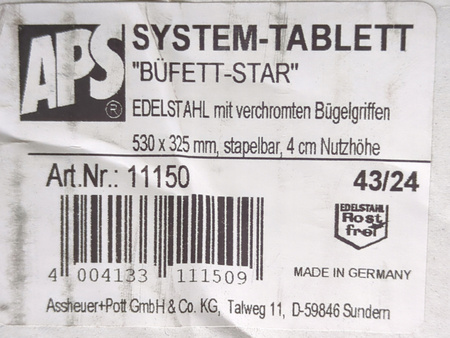 APS®
SYSTEM-TABLETT
"BÜFETT-STAR"
EDELSTAHL mit verchromten Bügelgriffen
530 x 325 mm, stapelbar, 4 cm Nutzhöhe
Art.Nr.: 11150
43/24
EDELSTAHL
Rost
frei
4 004133 111509
MADE IN GERMANY
Assheuer+Pott GmbH & Co. KG, Talweg 11, D-59846 Sundern